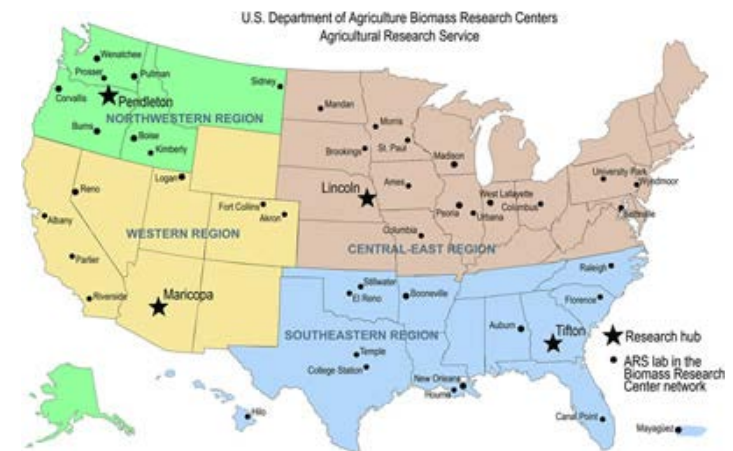 U.S. Department of Agriculture Biomass Research Centers
Agricultural Research Service
Wenatchee
Prosser
Pulman
Sidney
Corvallis
Pendleton
NORTHWESTERN REGION
Burns
Boise
Kimberly
Mandan
Morris
Brookings
St. Paul
Madison
Lincoln
Ames
Peoria
Urbana
West Lafayette
Columbus
University Park
Wyndmoor
Beltsville
Columbia
CENTRAL-EAST REGION
Logan
Reno
Fort Collins
Akron
Albany
WESTERN REGION
Parlier
Riverside
Maricopa
Stillwater
El Reno
Booneville
Raleigh
Florence
SOUTHEASTERN REGION
Auburn
Tifton
Temple
College Station
New Orleans
Houma
Canal Point
Hilo
Mayagüez
Research hub
ARS lab in the
Biomass Research
Center network